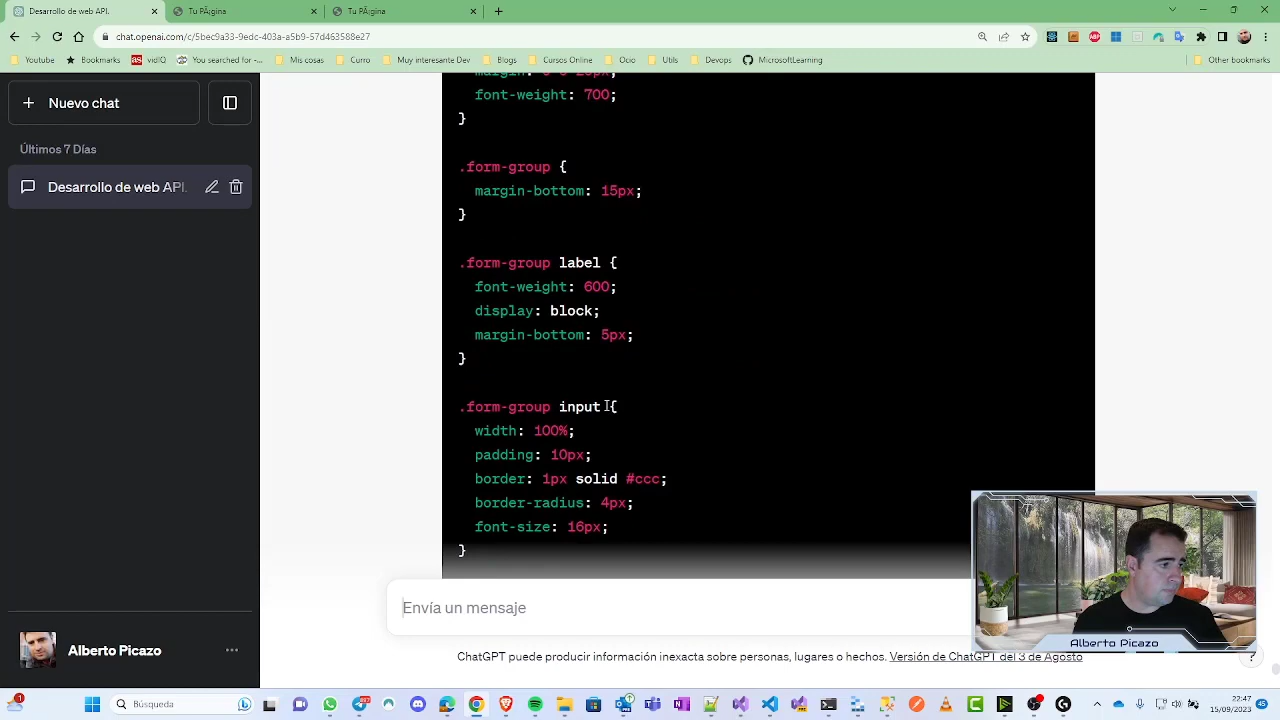 Desarollo de web API.
Tu PÁgina
Tu PÁgina
chat.openai.com/c/5bec9a33-9edc-403a-a5b9-57d463588e27
Youtube
Bookmarks
You searched for –...
Mis cosas
Curro
Muy interesante Dev
Blogs
Cursos Online
Ocio
Utils
Devops
MicrosoftLearning
Other bookmarks
Nuevo chat
Últimos 7 Días
Desarrollo de web API.
font-weight: 700;
}
.form-group {
margin-bottom: 15px;
}
.form-group label {
font-weight: 600;
display: block;
margin-bottom: 5px;
}
.form-group input {
width: 100%;
padding: 10px;
border: 1px solid #ccc;
border-radius: 4px;
font-size: 16px;
}
Envía un mensaje
ChatGPT puede producir información inexacta sobre personas, lugares o hechos. Versión de ChatGPT del 3 de Agosto
?
Alberto Picazo
Alberto Picazo
Búsqueda
22:47
15/09/2023